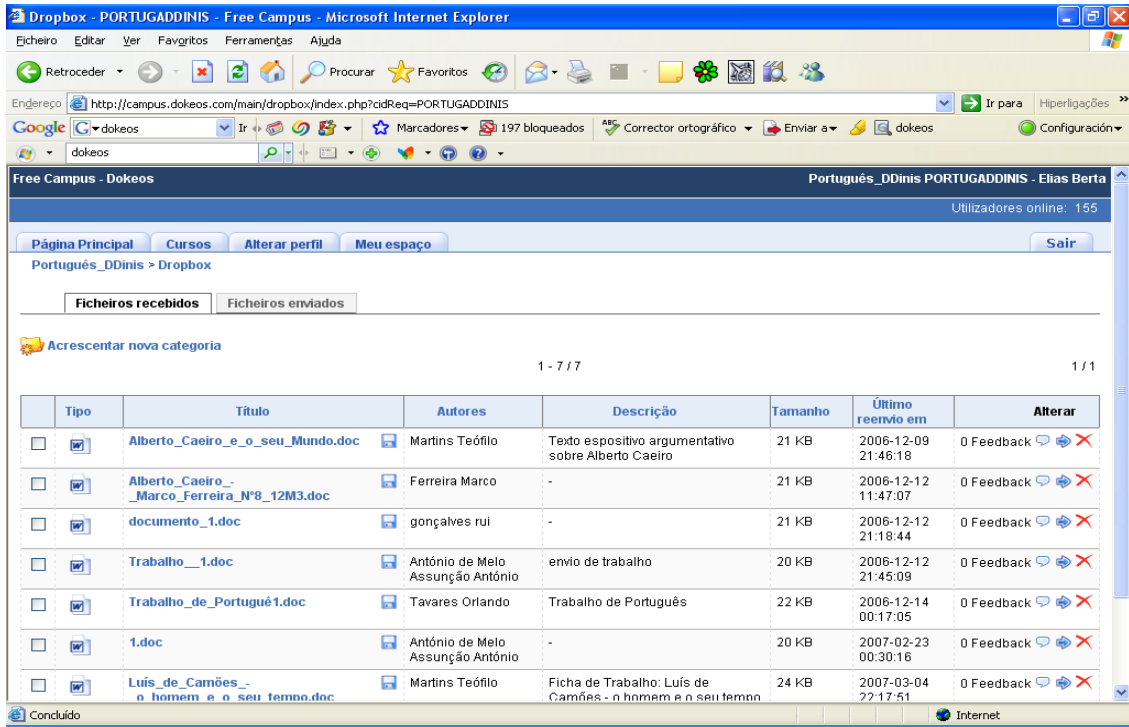 Dropbox - PORTUGADDINIS - Free Campus - Microsoft Internet Explorer
Ficheiro Editar Ver Favoritos Ferramentas Ajuda
Retroceder Procurar Favoritos
Endereço http://campus.dokeos.com/main/dropbox/index.php?cidReq=PORTUGADDINIS Ir para Hiperligações »
Google G dokeos Ir Marcadores 197 bloqueados ABC Corrector ortográfico Enviar a dokeos Configuración
dokeos
Free Campus - Dokeos Português_DDinis PORTUGADDINIS - Elias Berta
Utilizadores online: 155
Página Principal Cursos Alterar perfil Meu espaço Sair
Português_DDinis > Dropbox
Ficheiros recebidos Ficheiros enviados
Acrescentar nova categoria
1 - 7 / 7 1 / 1
Tipo Título Autores Descrição Tamanho Último reenvio em Alterar
Alberto_Caeiro_e_o_seu_Mundo.doc Martins Teófilo Texto espositivo argumentativo 21 KB 2006-12-09 0 Feedback
sobre Alberto Caeiro 21:46:18
Alberto_Caeiro_- Ferreira Marco - 21 KB 2006-12-12 0 Feedback
_Marco_Ferreira_Nº8_12M3.doc 11:47:07
documento_1.doc gonçalves rui - 21 KB 2006-12-12 0 Feedback
21:18:44
Trabalho__1.doc António de Melo envio de trabalho 20 KB 2006-12-12 0 Feedback
Assunção António 21:45:09
Trabalho_de_Portuguê1.doc Tavares Orlando Trabalho de Português 22 KB 2006-12-14 0 Feedback
00:17:05
1.doc António de Melo - 20 KB 2007-02-23 0 Feedback
Assunção António 00:30:16
Luís_de_Camões_- Martins Teófilo Ficha de Trabalho: Luís de 24 KB 2007-03-04 0 Feedback
_o_homem_e_o_seu_tempo.doc Camões - o homem e o seu tempo 22:17:51
Concluído Internet